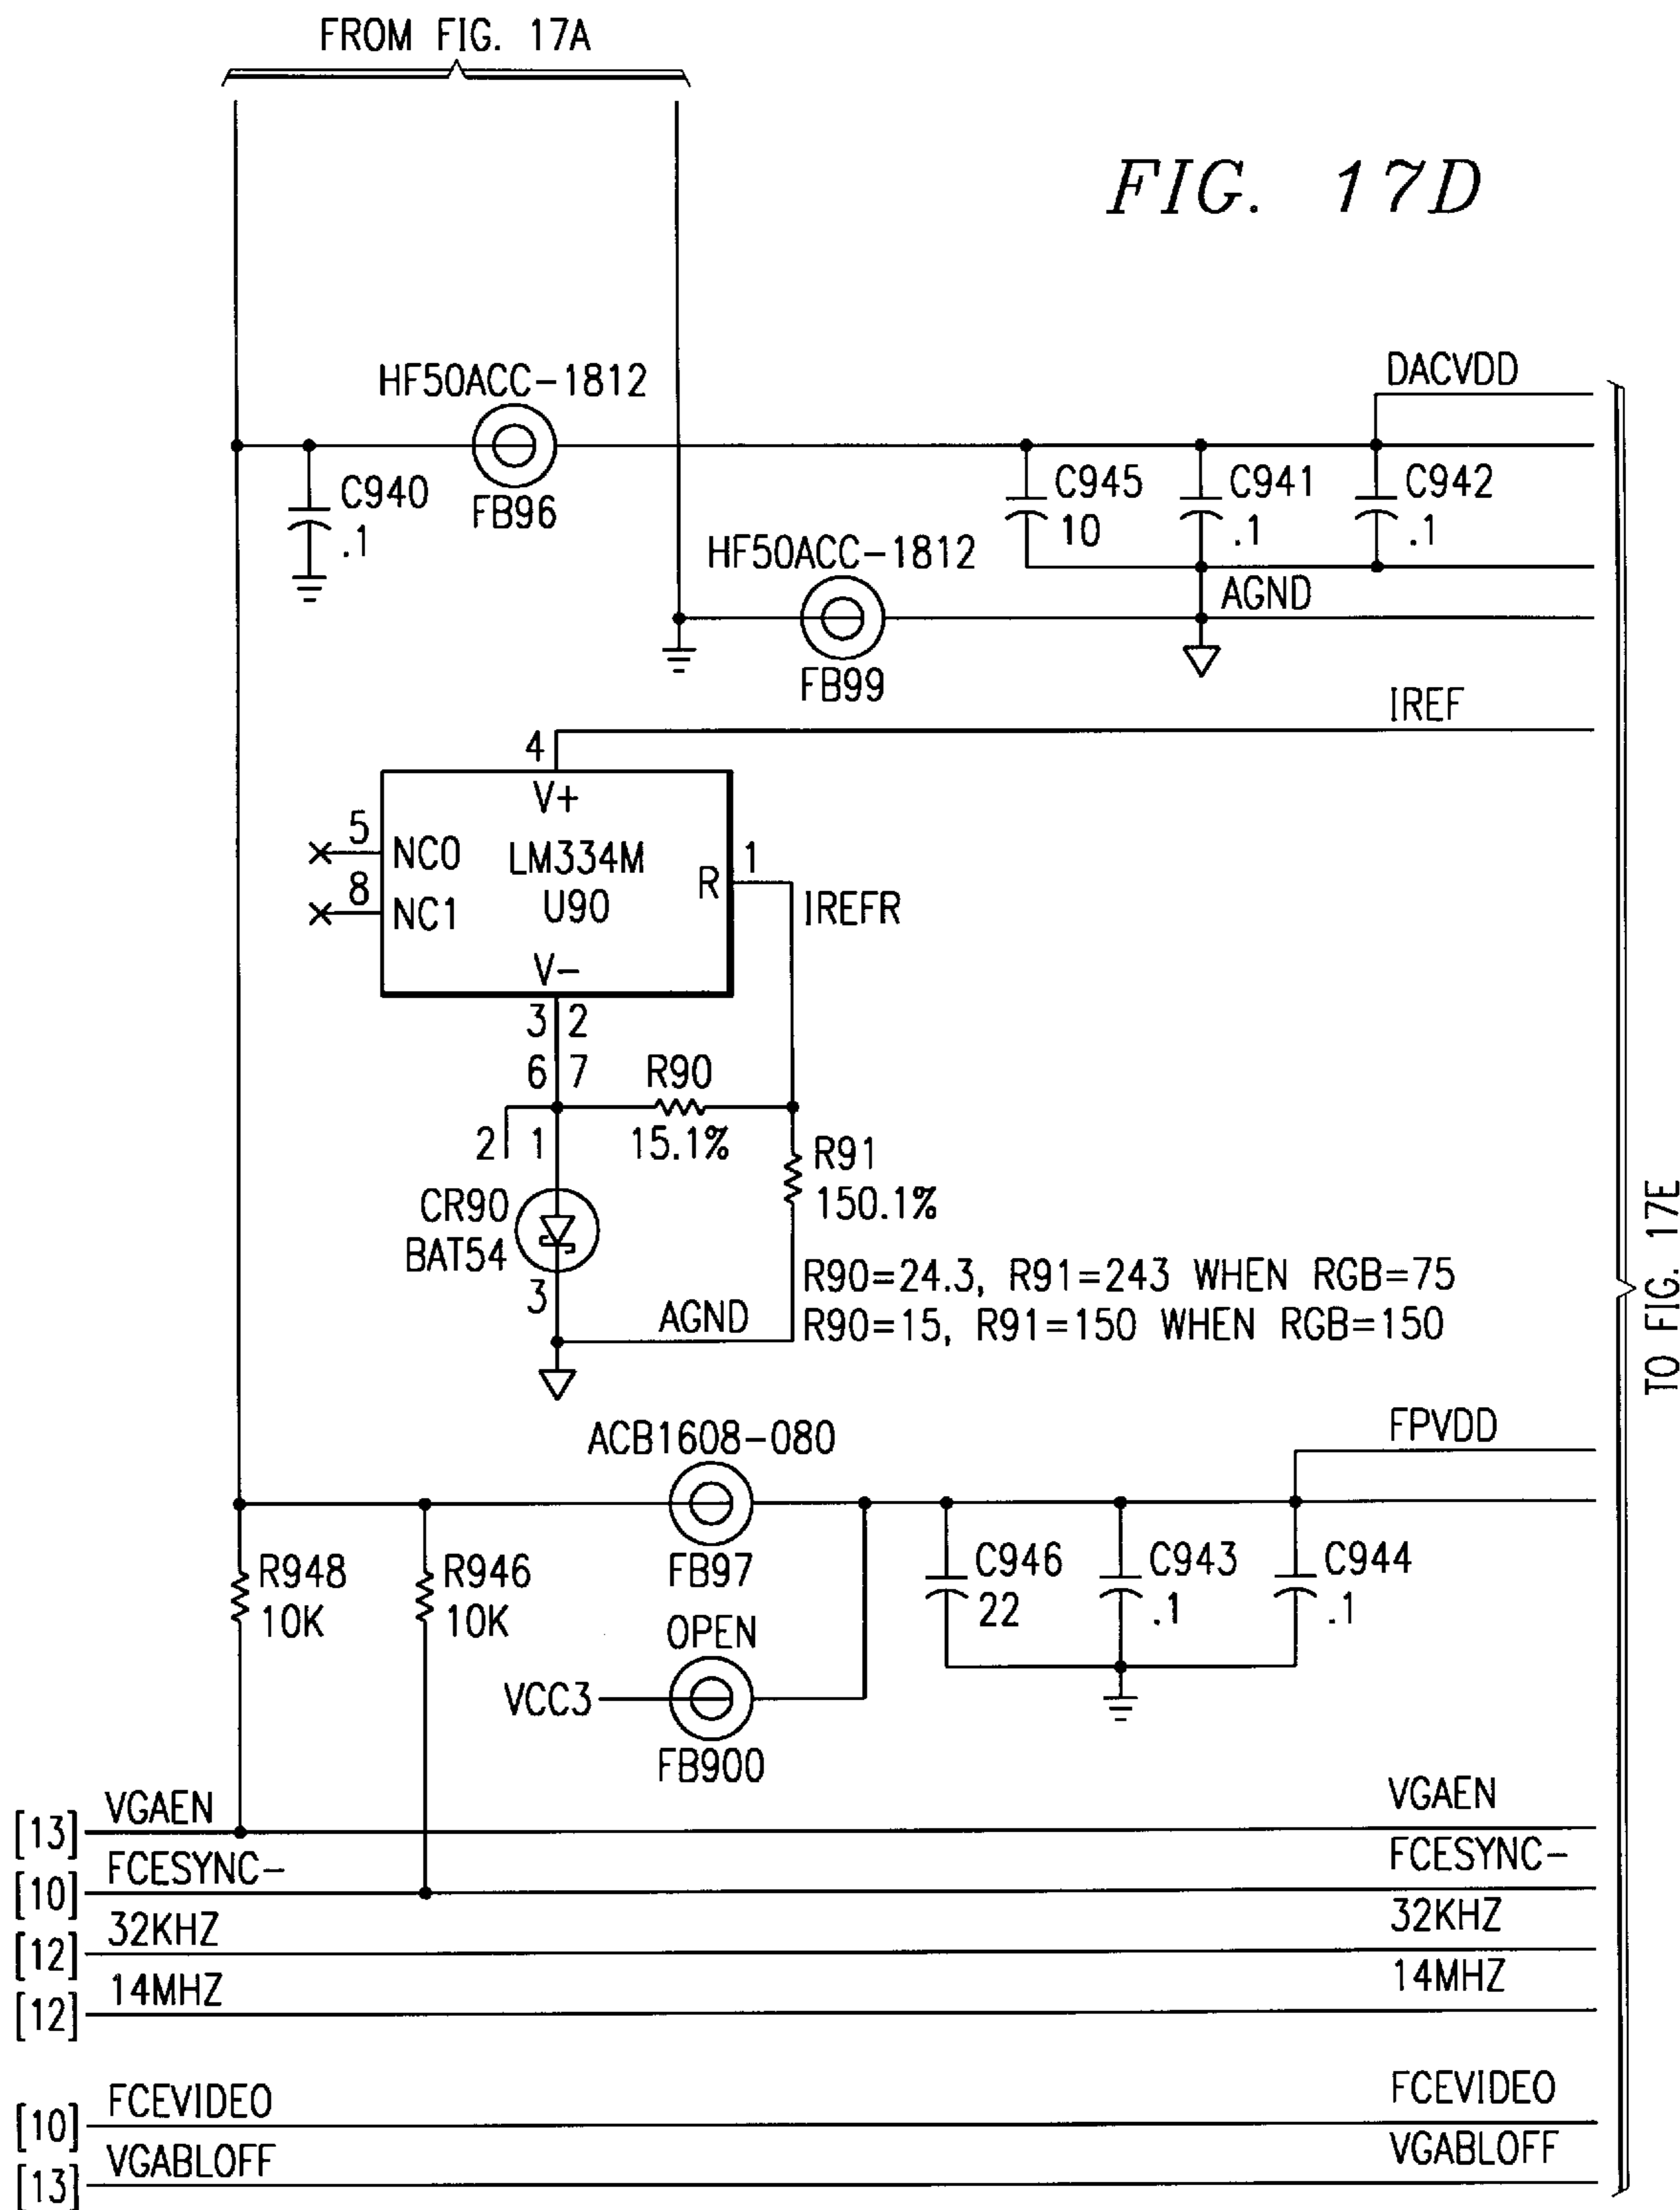 FROM FIG. 17A
FIG. 17D
DACVDD
HF50ACC-1812
C940
.1
FB96
C945
10
C941
.1
C942
.1
HF50ACC-1812
AGND
FB99
IREF
4
V+
5
NC0
LM334M
R
1
8
NC1
U90
IREFR
V-
3 2
6 7
R90
2
1
15.1%
R91
150.1%
CR90
BAT54
3
AGND
R90=24.3, R91=243 WHEN RGB=75
R90=15, R91=150 WHEN RGB=150
TO FIG. 17E
ACB1608-080
FPVDD
R948
10K
R946
10K
FB97
C946
22
C943
.1
C944
.1
OPEN
VCC3
FB900
[13] VGAEN VGAEN
[10] FCESYNC- FCESYNC-
[12] 32KHZ 32KHZ
[12] 14MHZ 14MHZ
[10] FCEVIDEO FCEVIDEO
[13] VGABLOFF VGABLOFF